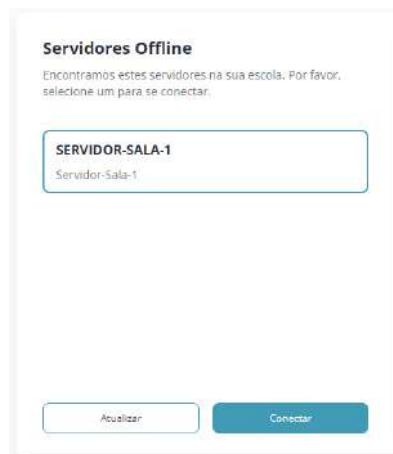 Servidores Offline
Encontramos estes servidores na sua escola. Por favor,
selecione um para se conectar.
SERVIDOR-SALA-1
Servidor-Sala-1
Atualizar
Conectar